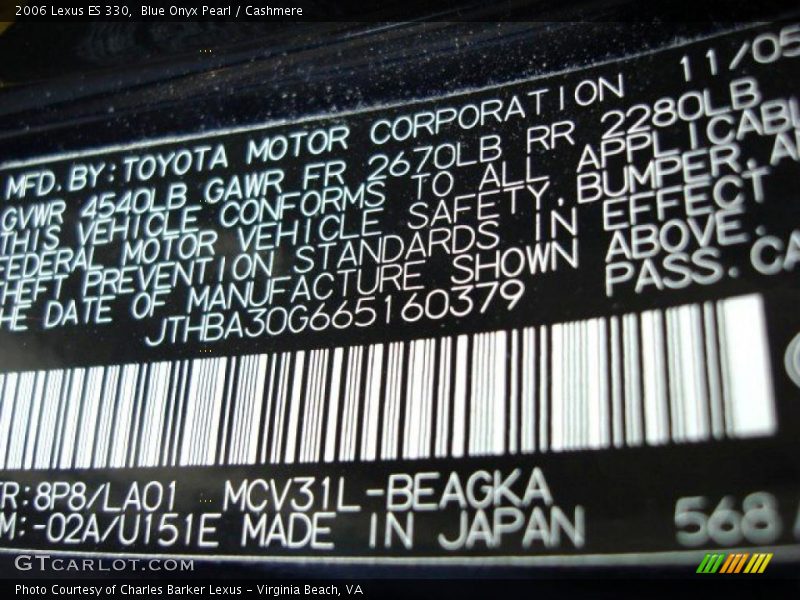 2006 Lexus ES 330,  Blue Onyx Pearl / Cashmere
MFD. BY: TOYOTA MOTOR CORPORATION 11/05
GVWR 4540LB GAWR FR 2670LB RR 2280LB
THIS VEHICLE CONFORMS TO ALL APPLICABL
FEDERAL MOTOR VEHICLE SAFETY, BUMPER, AN
THEFT PREVENTION STANDARDS IN EFFECT
HE DATE OF MANUFACTURE SHOWN ABOVE.
JTHBA30G665160379 PASS. CA
R:8P8/LA01 MCV31L-BEAGKA
M:-02A/U151E MADE IN JAPAN 568
GTCARLOT.COM
Photo Courtesy of Charles Barker Lexus - Virginia Beach, VA